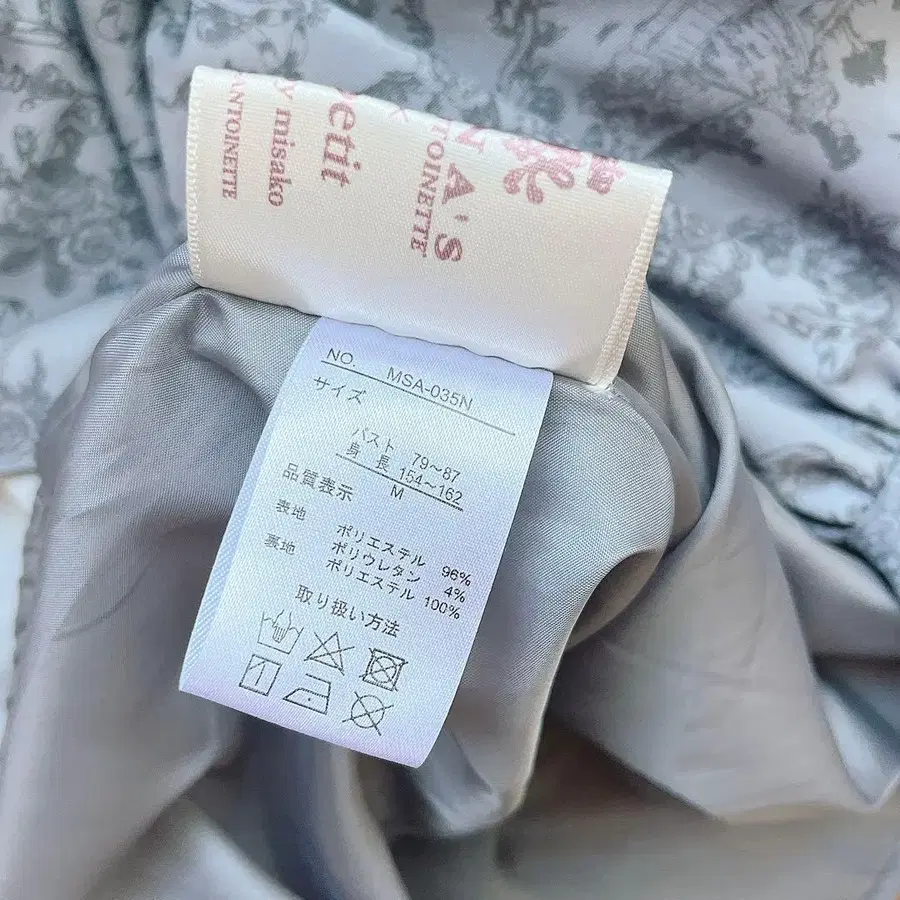 ANTOINETTE
y misako
etit
TOINETTE
N A's
NO. MSA-035N
サイズ
バスト 79～87
身長 154～162
M
品質表示
表地 ポリエステル 96%
ポリウレタン 4%
裏地 ポリエステル 100%
取り扱い方法